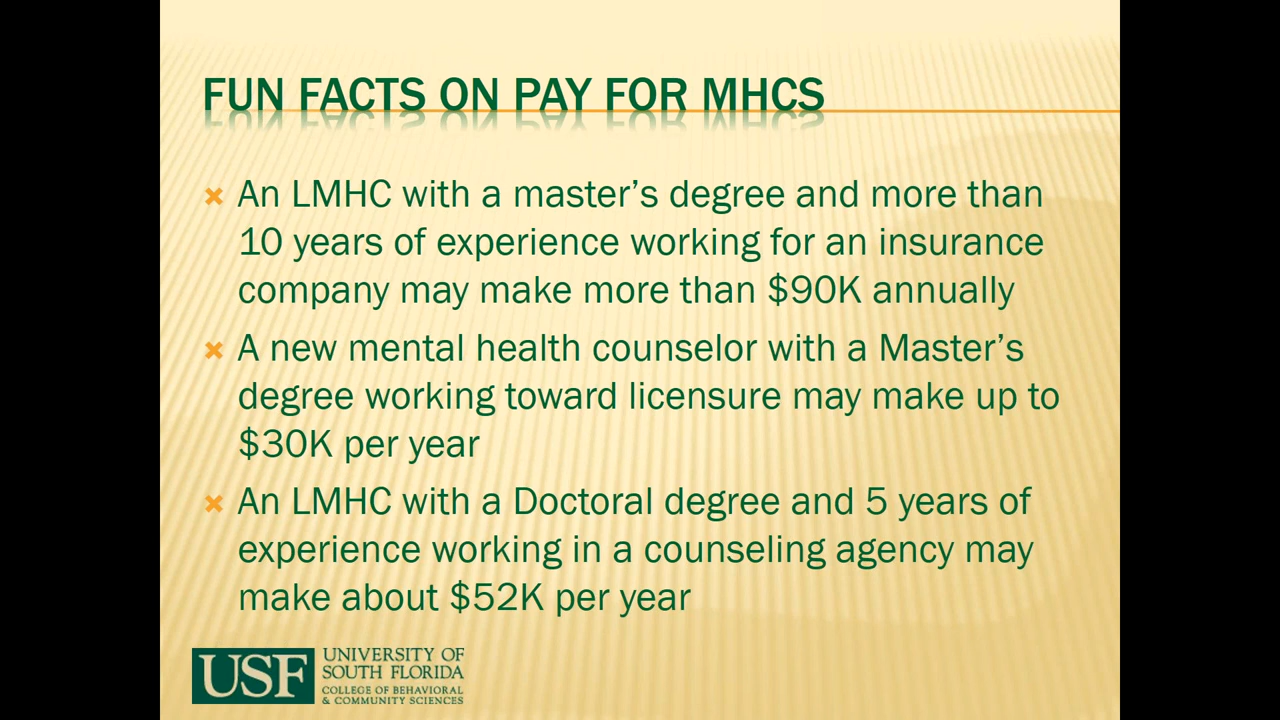 FUN FACTS ON PAY FOR MHCS
An LMHC with a master’s degree and more than
10 years of experience working for an insurance
company may make more than $90K annually
A new mental health counselor with a Master’s
degree working toward licensure may make up to
$30K per year
An LMHC with a Doctoral degree and 5 years of
experience working in a counseling agency may
make about $52K per year
USF
UNIVERSITY OF
SOUTH FLORIDA
COLLEGE OF BEHAVIORAL
& COMMUNITY SCIENCES